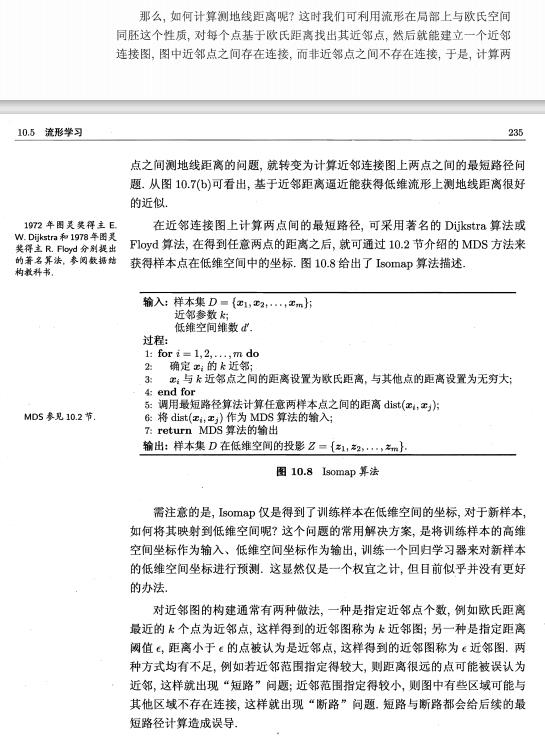 那么, 如何计算测地线距离呢? 这时我们可利用流形在局部上与欧氏空间
同胚这个性质, 对每个点基于欧氏距离找出其近邻点, 然后就能建立一个近邻
连接图, 图中近邻点之间存在连接, 而非近邻点之间不存在连接, 于是, 计算两
10.5 流形学习
235
点之间测地线距离的问题, 就转变为计算近邻连接图上两点之间的最短路径问
题. 从图 10.7(b)可看出, 基于近邻距离逼近能获得低维流形上测地线距离很好
的近似.
1972 年图灵奖得主 E.
W. Dijkstra 和 1978 年图灵
奖得主 R. Floyd 分别提出
的著名算法, 参阅数据结
构教科书.
在近邻连接图上计算两点间的最短路径, 可采用著名的 Dijkstra 算法或
Floyd 算法, 在得到任意两点的距离之后, 就可通过 10.2 节介绍的 MDS 方法来
获得样本点在低维空间中的坐标. 图 10.8 给出了 Isomap 算法描述.
输入: 样本集 D = {x₁, x₂, . . . , xₘ};
近邻参数 k;
低维空间维数 d′.
过程:
1: for i = 1, 2, . . . , m do
2: 确定 xᵢ 的 k 近邻;
3: xᵢ 与 k 近邻点之间的距离设置为欧氏距离, 与其他点的距离设置为无穷大;
4: end for
5: 调用最短路径算法计算任意两样本点之间的距离 dist(xᵢ, xⱼ);
6: 将 dist(xᵢ, xⱼ) 作为 MDS 算法的输入;
7: return MDS 算法的输出
输出: 样本集 D 在低维空间的投影 Z = {z₁, z₂, . . . , zₘ}.
MDS 参见 10.2 节.
图 10.8 Isomap 算法
需注意的是, Isomap 仅是得到了训练样本在低维空间的坐标, 对于新样本,
如何将其映射到低维空间呢? 这个问题的常用解决方案, 是将训练样本的高维
空间坐标作为输入、低维空间坐标作为输出, 训练一个回归学习器来对新样本
的低维空间坐标进行预测. 这显然仅是一个权宜之计, 但目前似乎并没有更好
的办法.
对近邻图的构建通常有两种做法, 一种是指定近邻点个数, 例如欧氏距离
最近的 k 个点为近邻点, 这样得到的近邻图称为 k 近邻图; 另一种是指定距离
阈值 ϵ, 距离小于 ϵ 的点被认为是近邻点, 这样得到的近邻图称为 ϵ 近邻图. 两
种方式均有不足, 例如若近邻范围指定得较大, 则距离很远的点可能被误认为
近邻, 这样就出现“短路”问题; 近邻范围指定得较小, 则图中有些区域可能与
其他区域不存在连接, 这样就出现“断路”问题. 短路与断路都会给后续的最
短路径计算造成误导.